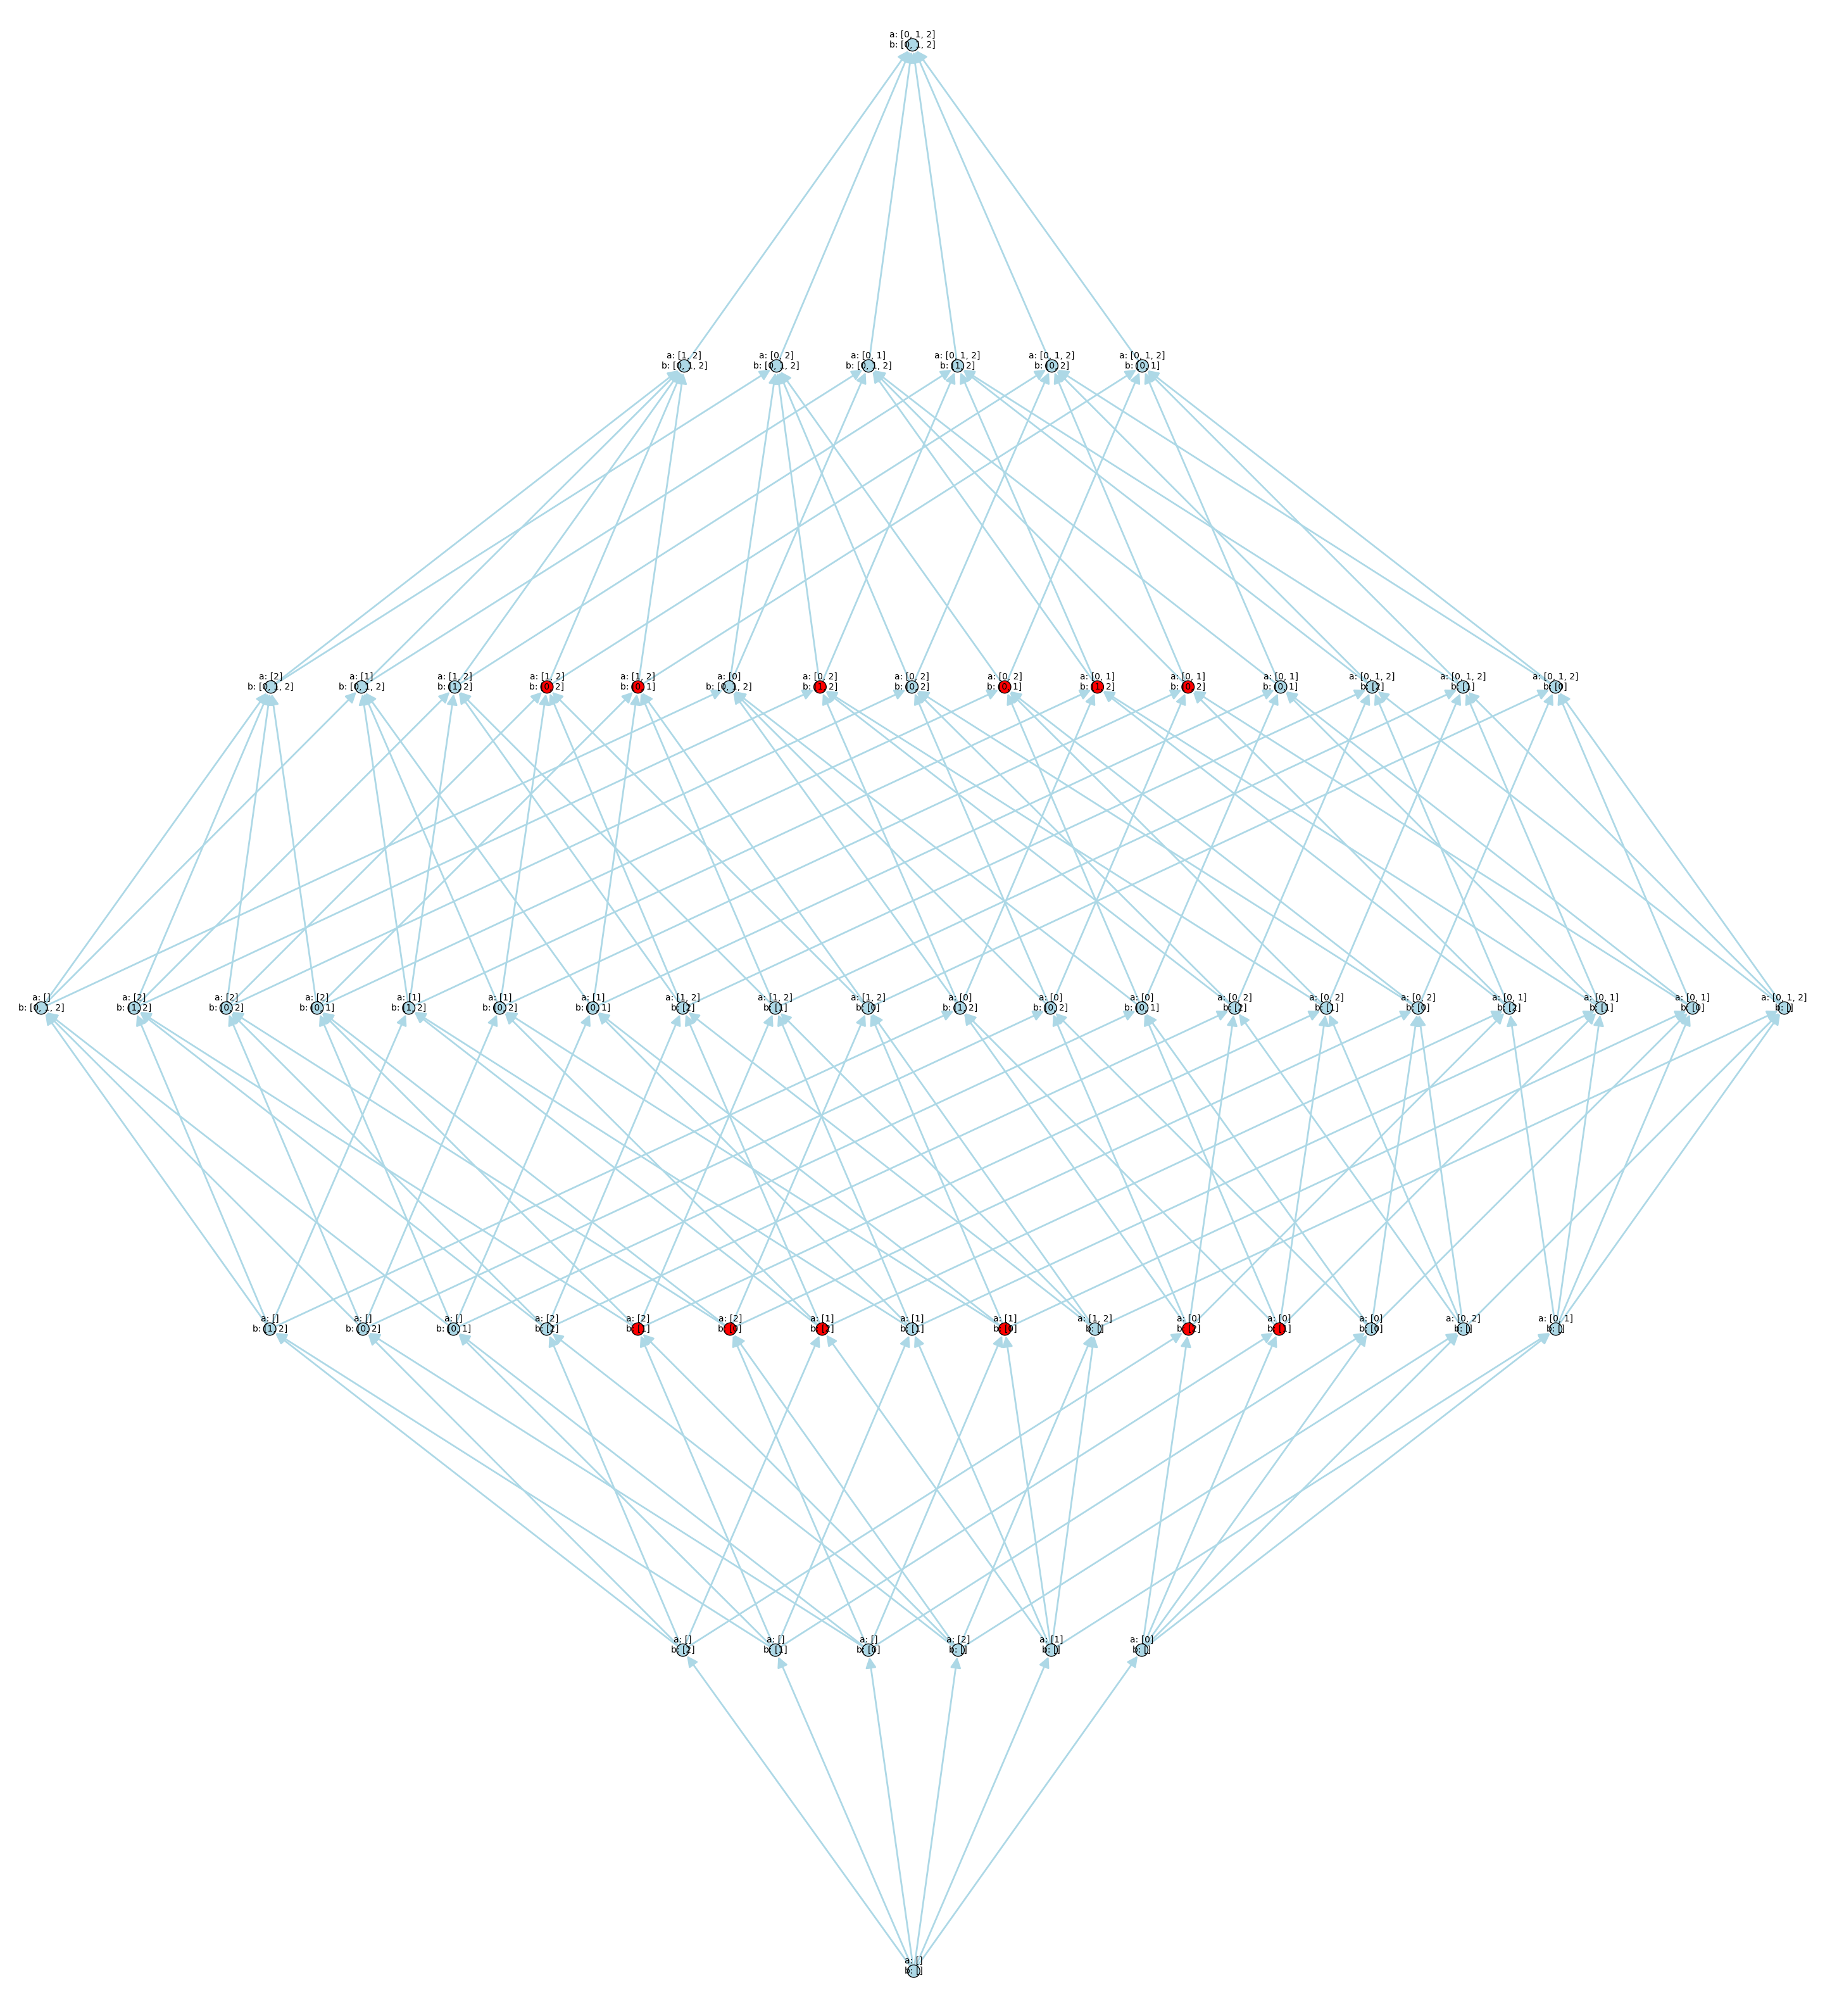 a: [0, 1, 2]
b: [0, 1, 2]
a: [1, 2]
b: [0, 1, 2]
a: [0, 2]
b: [0, 1, 2]
a: [0, 1]
b: [0, 1, 2]
a: [0, 1, 2]
b: [1, 2]
a: [0, 1, 2]
b: [0, 2]
a: [0, 1, 2]
b: [0, 1]
a: [2]
b: [0, 1, 2]
a: [1]
b: [0, 1, 2]
a: [1, 2]
b: [1, 2]
a: [1, 2]
b: [0, 2]
a: [1, 2]
b: [0, 1]
a: [0]
b: [0, 1, 2]
a: [0, 2]
b: [1, 2]
a: [0, 2]
b: [0, 2]
a: [0, 2]
b: [0, 1]
a: [0, 1]
b: [1, 2]
a: [0, 1]
b: [0, 2]
a: [0, 1]
b: [0, 1]
a: [0, 1, 2]
b: [2]
a: [0, 1, 2]
b: [1]
a: [0, 1, 2]
b: [0]
a: []
b: [0, 1, 2]
a: [2]
b: [1, 2]
a: [2]
b: [0, 2]
a: [2]
b: [0, 1]
a: [1]
b: [1, 2]
a: [1]
b: [0, 2]
a: [1]
b: [0, 1]
a: [1, 2]
b: [2]
a: [1, 2]
b: [1]
a: [1, 2]
b: [0]
a: [0]
b: [1, 2]
a: [0]
b: [0, 2]
a: [0]
b: [0, 1]
a: [0, 2]
b: [2]
a: [0, 2]
b: [1]
a: [0, 2]
b: [0]
a: [0, 1]
b: [2]
a: [0, 1]
b: [1]
a: [0, 1]
b: [0]
a: [0, 1, 2]
b: []
a: []
b: [1, 2]
a: []
b: [0, 2]
a: []
b: [0, 1]
a: [2]
b: [2]
a: [2]
b: [1]
a: [2]
b: [0]
a: [1]
b: [2]
a: [1]
b: [1]
a: [1]
b: [0]
a: [1, 2]
b: []
a: [0]
b: [2]
a: [0]
b: [1]
a: [0]
b: [0]
a: [0, 2]
b: []
a: [0, 1]
b: []
a: []
b: [2]
a: []
b: [1]
a: []
b: [0]
a: [2]
b: []
a: [1]
b: []
a: [0]
b: []
a: []
b: []